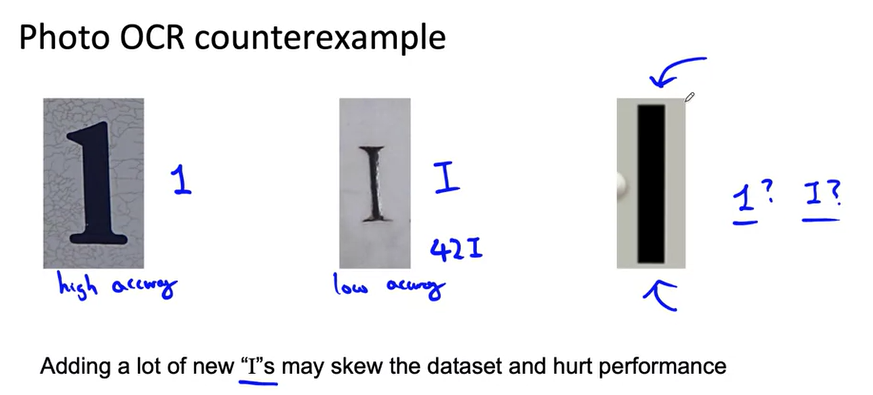 Photo OCR counterexample
1
1
I
I
42I
1? I?
high accuracy
low accuracy
Adding a lot of new “I”s may skew the dataset and hurt performance